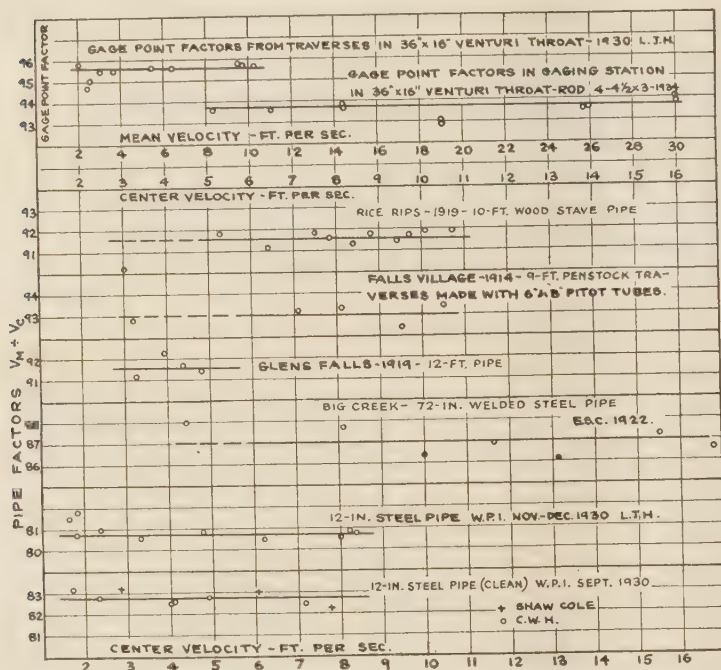 GAGE POINT FACTORS FROM TRAVERSES IN 36"x 16" VENTURI THROAT-1930 L.T.H.
GAGE POINT FACTOR
96
95
94
93
GAGE POINT FACTORS IN GAGING STATION
IN 36"x16" VENTURI THROAT-ROD 4-4½x3-1934
MEAN VELOCITY - FT. PER SEC.
2 4 6 8 10 12 14 16 18 20 22 24 26 28 30
1 2 3 4 5 6 7 8 9 10 11 12 13 14 15 16
CENTER VELOCITY - FT. PER SEC.
PIPE FACTORS VM ÷ VC
93
92
91
RICE RIPS-1919-10-FT. WOOD STAVE PIPE
FALLS VILLAGE-1914-9-FT. PENSTOCK TRA-
VERSES MADE WITH 6"&8" PITOT TUBES.
94
93
92
91
GLENS FALLS-1919-12-FT. PIPE
BIG CREEK-72-IN. WELDED STEEL PIPE
E.S.C. 1922.
88
87
86
12-IN. STEEL PIPE W.P.I. NOV.-DEC. 1930 L.T.H.
81
80
12-IN. STEEL PIPE (CLEAN) W.P.I. SEPT. 1930
83
82
81
+ SHAW COLE
o C.W.H.
CENTER VELOCITY - FT. PER SEC.
2 3 4 5 6 7 8 10 11 12 13 14 15 16